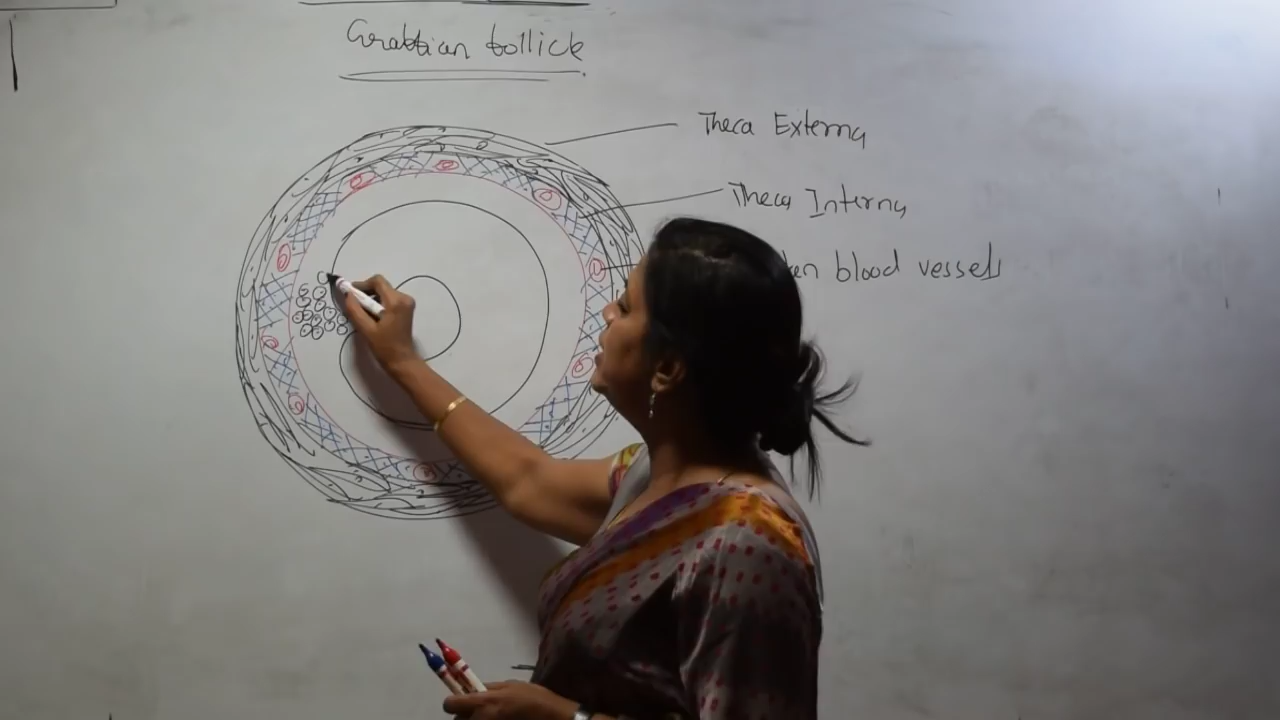 Graafian follicle
Theca Externa
Theca Interna
blood vessels